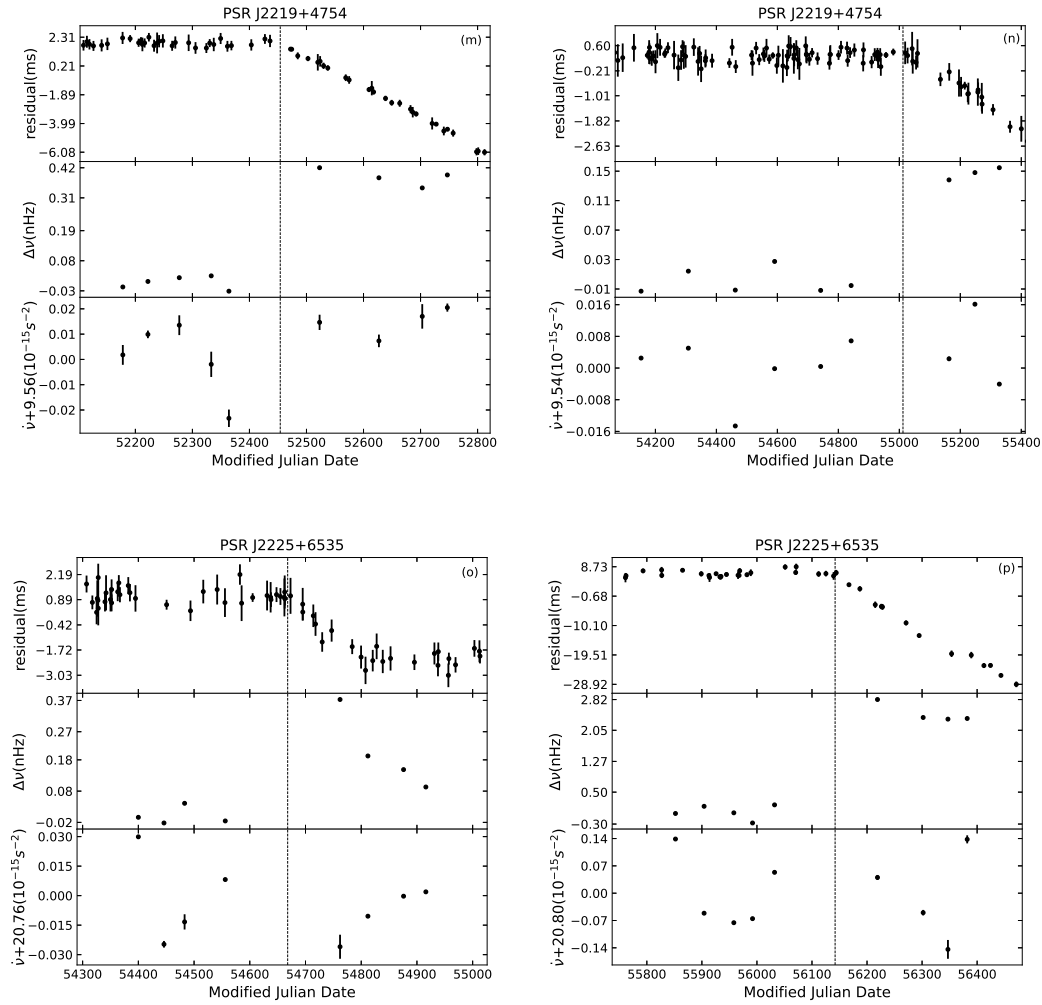 PSR J2219+4754
(m)
residual(ms)
2.31
0.21
−1.89
−3.99
−6.08
Δν(nHz)
0.42
0.31
0.19
0.08
−0.03
ν̇+9.56(10⁻¹⁵s⁻²)
0.02
0.01
0.00
−0.01
−0.02
52200 52300 52400 52500 52600 52700 52800
Modified Julian Date
PSR J2219+4754
(n)
residual(ms)
0.60
−0.21
−1.01
−1.82
−2.63
Δν(nHz)
0.15
0.11
0.07
0.03
−0.01
ν̇+9.54(10⁻¹⁵s⁻²)
0.016
0.008
0.000
−0.008
−0.016
54200 54400 54600 54800 55000 55200 55400
Modified Julian Date
PSR J2225+6535
(o)
residual(ms)
2.19
0.89
−0.42
−1.72
−3.03
Δν(nHz)
0.37
0.27
0.18
0.08
−0.02
ν̇+20.76(10⁻¹⁵s⁻²)
0.030
0.015
0.000
−0.015
−0.030
54300 54400 54500 54600 54700 54800 54900 55000
Modified Julian Date
PSR J2225+6535
(p)
residual(ms)
8.73
−0.68
−10.10
−19.51
−28.92
Δν(nHz)
2.82
2.05
1.27
0.50
−0.30
ν̇+20.80(10⁻¹⁵s⁻²)
0.14
0.07
0.00
−0.07
−0.14
55800 55900 56000 56100 56200 56300 56400
Modified Julian Date